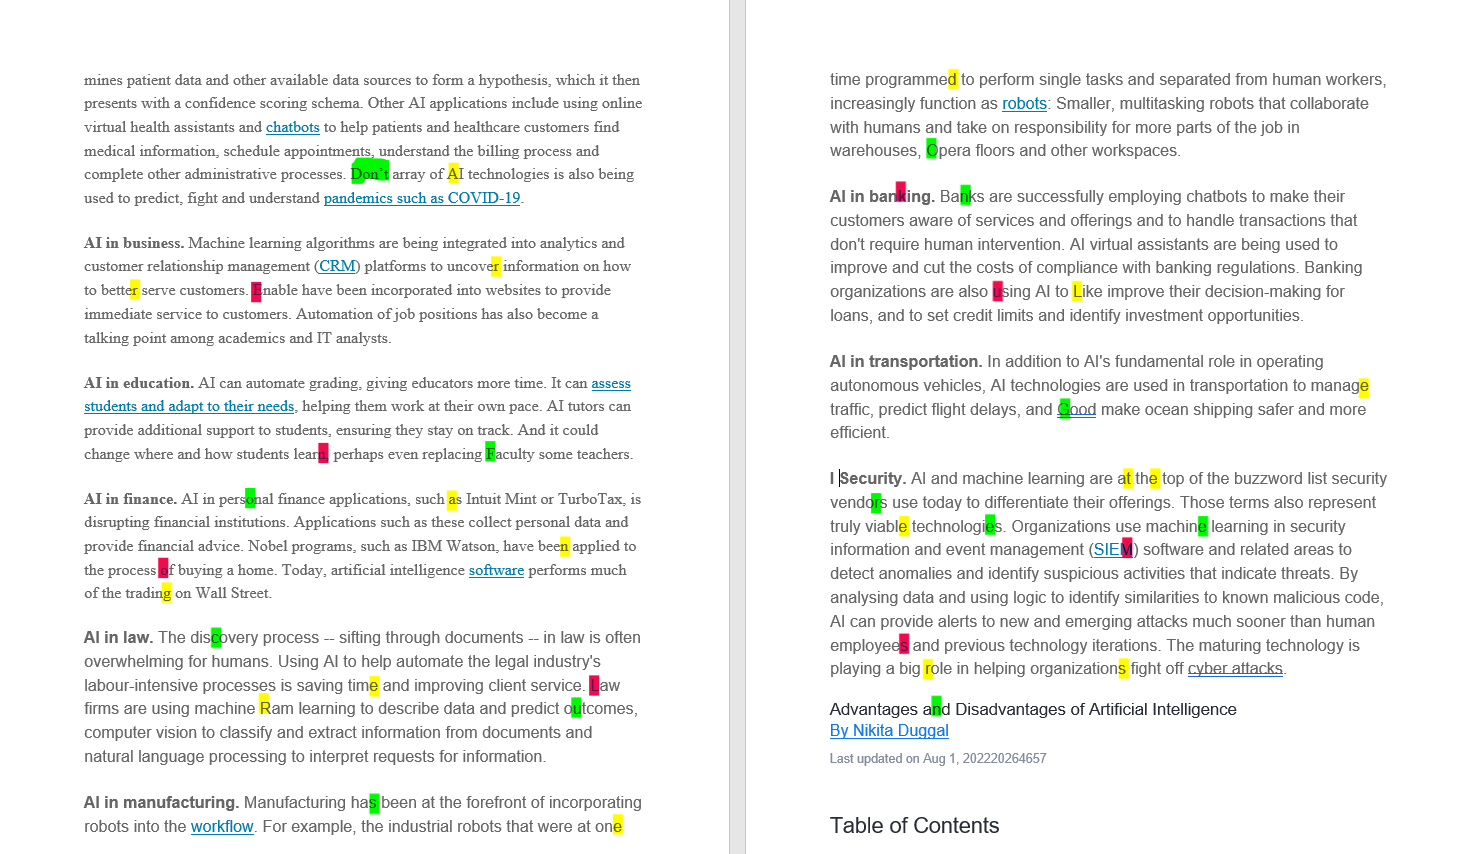 mines patient data and other available data sources to form a hypothesis, which it then
presents with a confidence scoring schema. Other AI applications include using online
virtual health assistants and chatbots to help patients and healthcare customers find
medical information, schedule appointments, understand the billing process and
complete other administrative processes. Don't array of AI technologies is also being
used to predict, fight and understand pandemics such as COVID-19.
AI in business. Machine learning algorithms are being integrated into analytics and
customer relationship management (CRM) platforms to uncover information on how
to better serve customers. Enable have been incorporated into websites to provide
immediate service to customers. Automation of job positions has also become a
talking point among academics and IT analysts.
AI in education. AI can automate grading, giving educators more time. It can assess
students and adapt to their needs, helping them work at their own pace. AI tutors can
provide additional support to students, ensuring they stay on track. And it could
change where and how students learn, perhaps even replacing Faculty some teachers.
AI in finance. AI in personal finance applications, such as Intuit Mint or TurboTax, is
disrupting financial institutions. Applications such as these collect personal data and
provide financial advice. Nobel programs, such as IBM Watson, have been applied to
the process of buying a home. Today, artificial intelligence software performs much
of the trading on Wall Street.
AI in law. The discovery process -- sifting through documents -- in law is often
overwhelming for humans. Using AI to help automate the legal industry's
labour-intensive processes is saving time and improving client service. Law
firms are using machine Ram learning to describe data and predict outcomes,
computer vision to classify and extract information from documents and
natural language processing to interpret requests for information.
AI in manufacturing. Manufacturing has been at the forefront of incorporating
robots into the workflow. For example, the industrial robots that were at one
time programmed to perform single tasks and separated from human workers,
increasingly function as robots: Smaller, multitasking robots that collaborate
with humans and take on responsibility for more parts of the job in
warehouses, Opera floors and other workspaces.
AI in banking. Banks are successfully employing chatbots to make their
customers aware of services and offerings and to handle transactions that
don't require human intervention. AI virtual assistants are being used to
improve and cut the costs of compliance with banking regulations. Banking
organizations are also using AI to Like improve their decision-making for
loans, and to set credit limits and identify investment opportunities.
AI in transportation. In addition to AI's fundamental role in operating
autonomous vehicles, AI technologies are used in transportation to manage
traffic, predict flight delays, and Good make ocean shipping safer and more
efficient.
I Security. AI and machine learning are at the top of the buzzword list security
vendors use today to differentiate their offerings. Those terms also represent
truly viable technologies. Organizations use machine learning in security
information and event management (SIEM) software and related areas to
detect anomalies and identify suspicious activities that indicate threats. By
analysing data and using logic to identify similarities to known malicious code,
AI can provide alerts to new and emerging attacks much sooner than human
employees and previous technology iterations. The maturing technology is
playing a big role in helping organizations fight off cyber attacks.
Advantages and Disadvantages of Artificial Intelligence
By Nikita Duggal
Last updated on Aug 1, 202220264657
Table of Contents